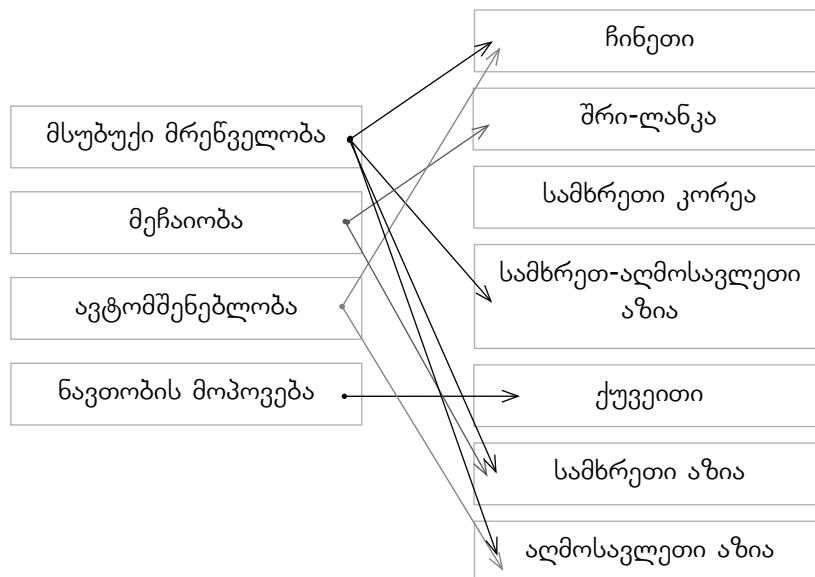 მსუბუქი მრეწველობა
მეჩაიობა
ავტომშენებლობა
ნავთობის მოპოვება
ჩინეთი
შრი-ლანკა
სამხრეთი კორეა
სამხრეთ-აღმოსავლეთი
აზია
ქუვეითი
სამხრეთი აზია
აღმოსავლეთი აზია